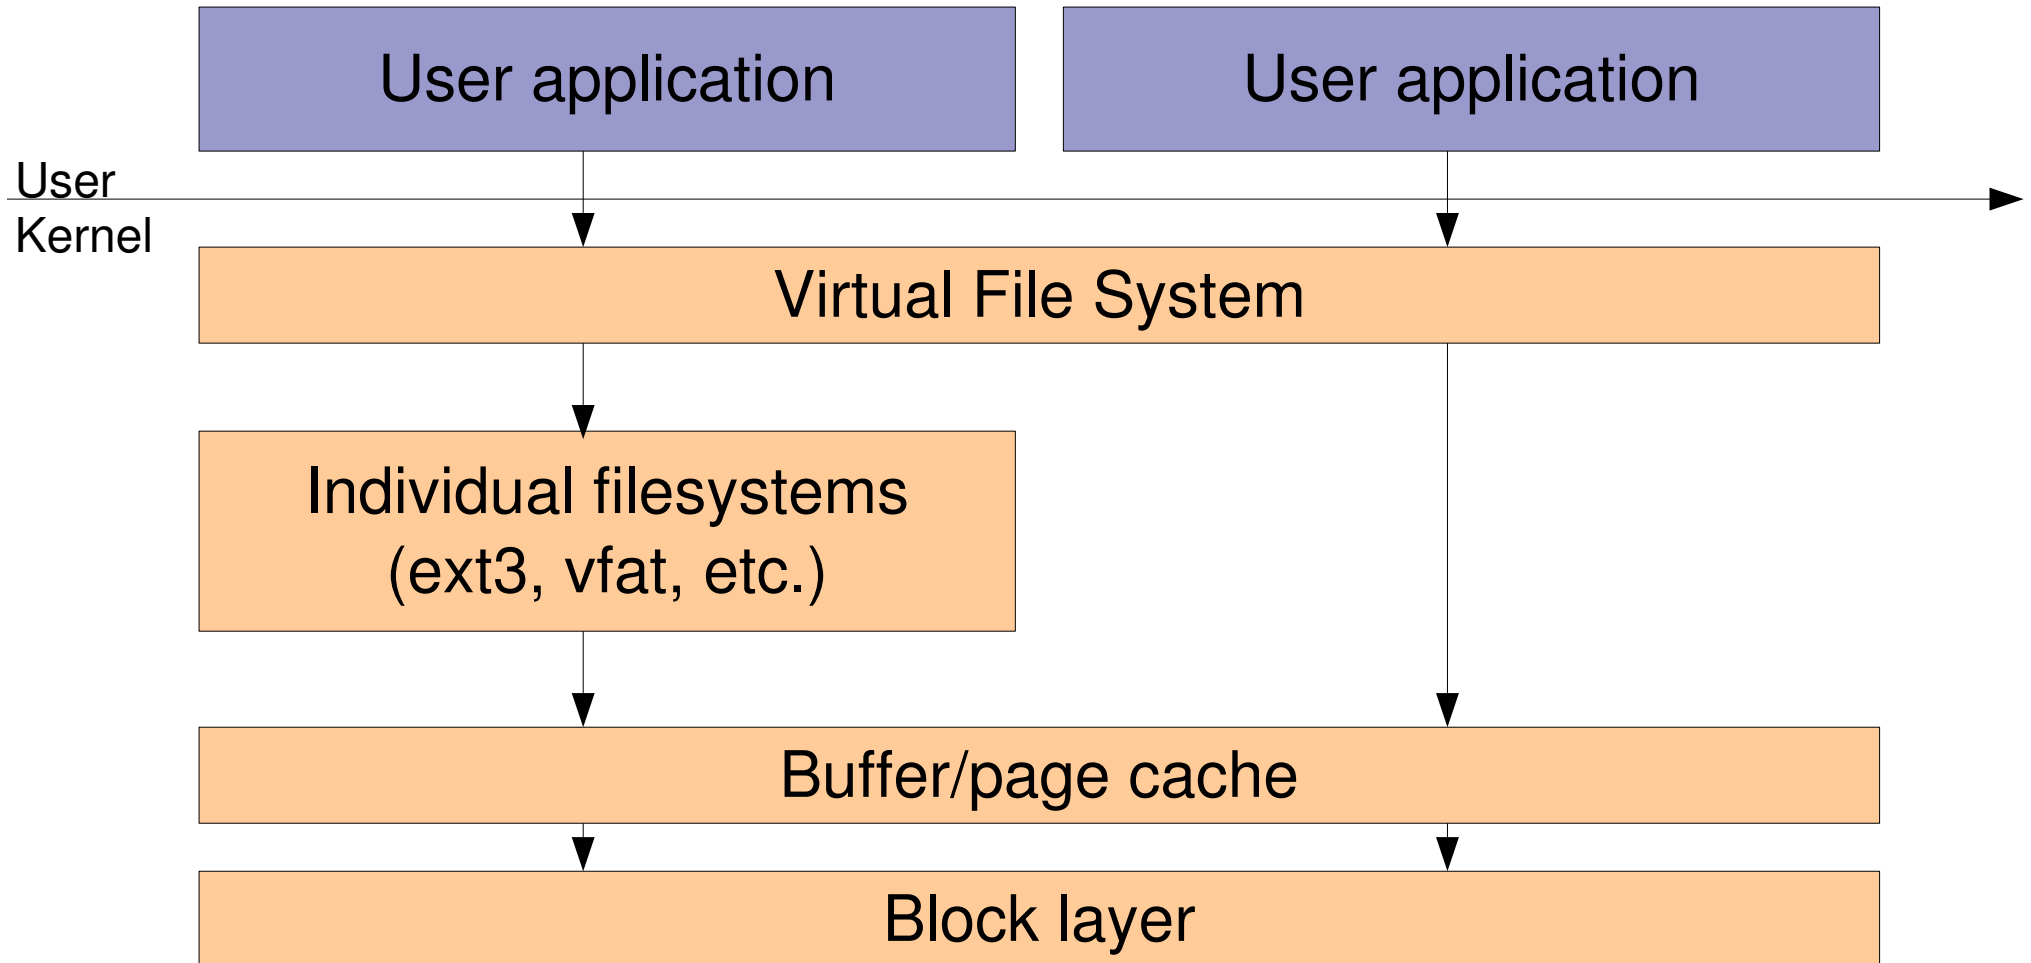 User application
User application
User
Kernel
Virtual File System
Individual filesystems
(ext3, vfat, etc.)
Buffer/page cache
Block layer